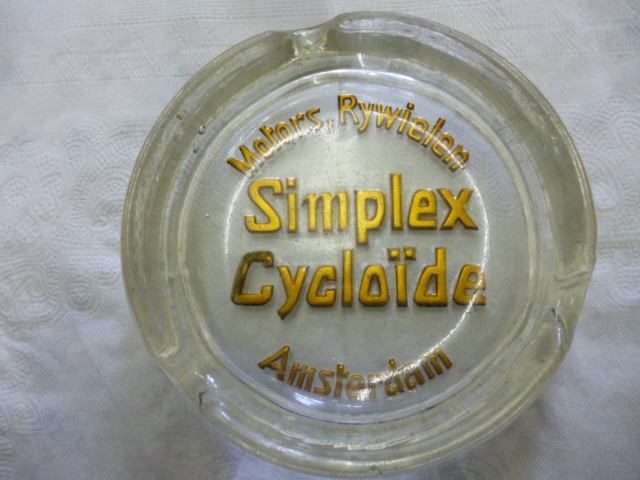 Motors, Rywielen
Simplex
Cycloïde
Amsterdam